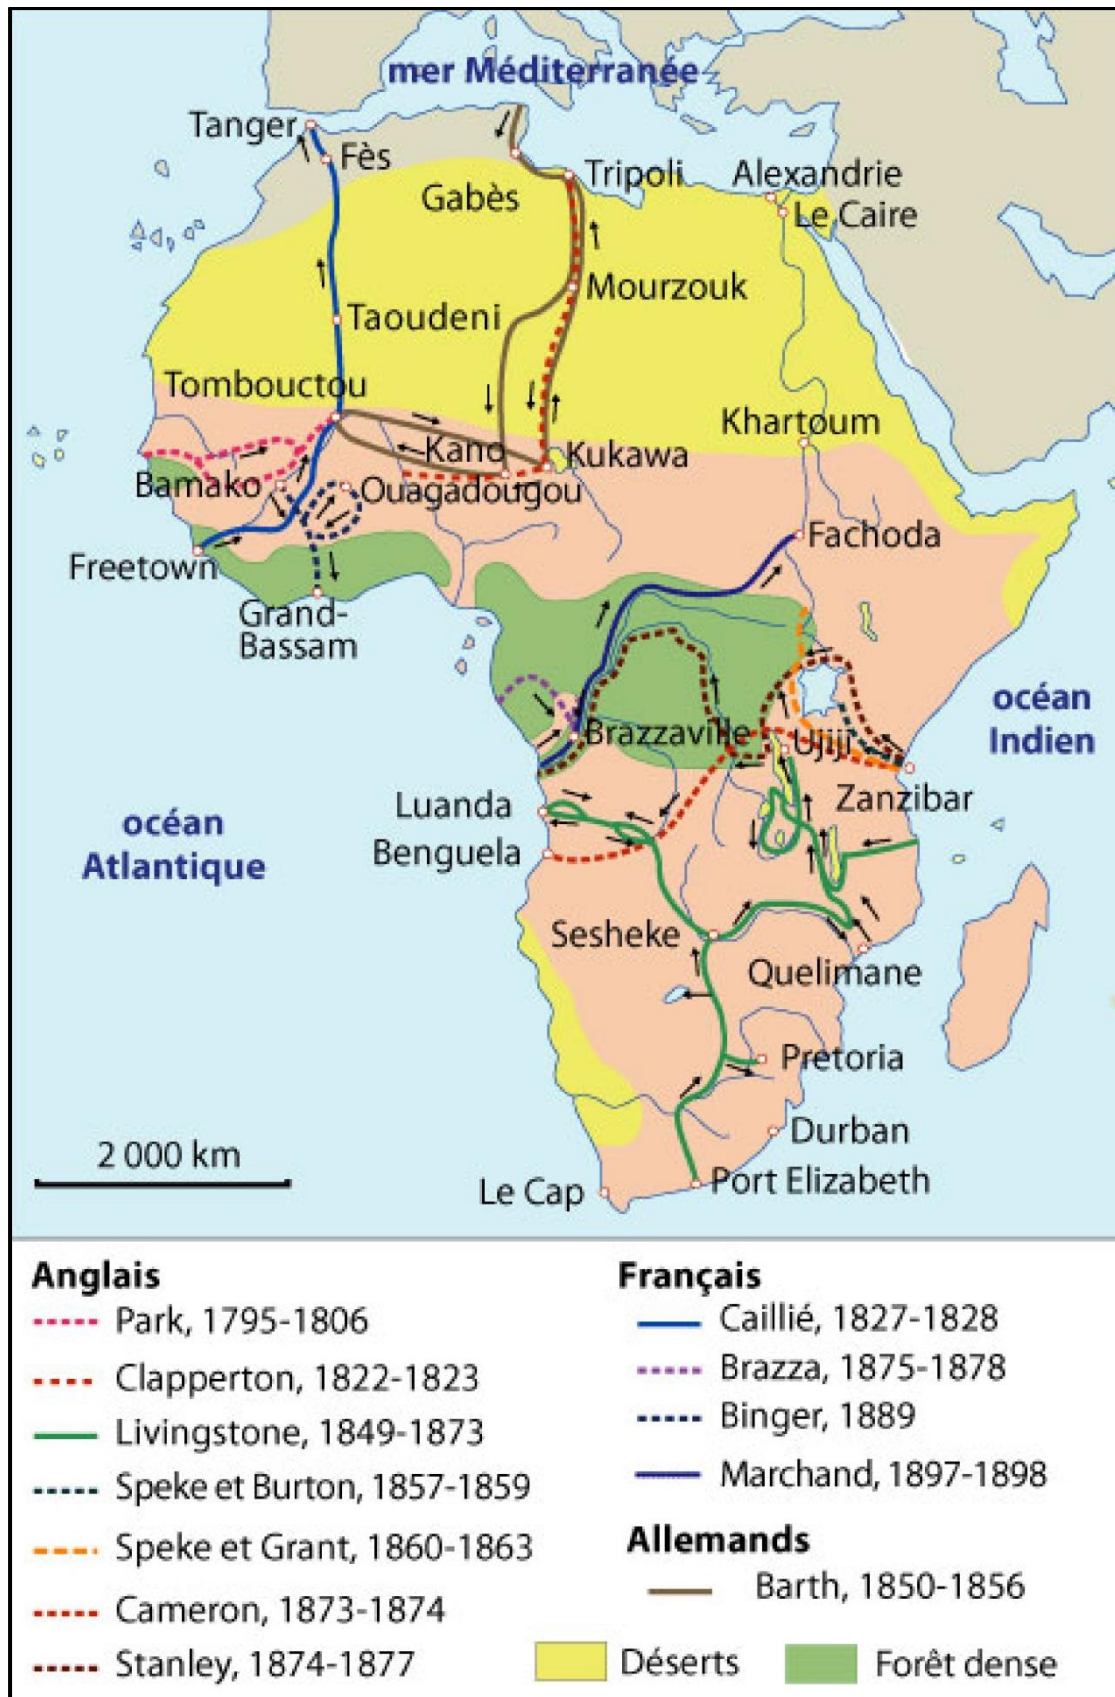 mer Méditerranée
Tanger
Fès
Gabès
Tripoli
Alexandrie
Le Caire
Mourzouk
Taoudeni
Tombouctou
Khartoum
Kano
Kukawa
Bamako
Ouagadougou
Fachoda
Freetown
Grand-
Bassam
océan
Indien
Brazzaville
Ujiji
Zanzibar
Luanda
océan
Atlantique
Benguela
Sesheke
Quelimane
Pretoria
Durban
2 000 km
Le Cap
Port Elizabeth
Anglais
Park, 1795-1806
Clapperton, 1822-1823
Livingstone, 1849-1873
Speke et Burton, 1857-1859
Speke et Grant, 1860-1863
Cameron, 1873-1874
Stanley, 1874-1877
Français
Caillié, 1827-1828
Brazza, 1875-1878
Binger, 1889
Marchand, 1897-1898
Allemands
Barth, 1850-1856
Déserts
Forêt dense